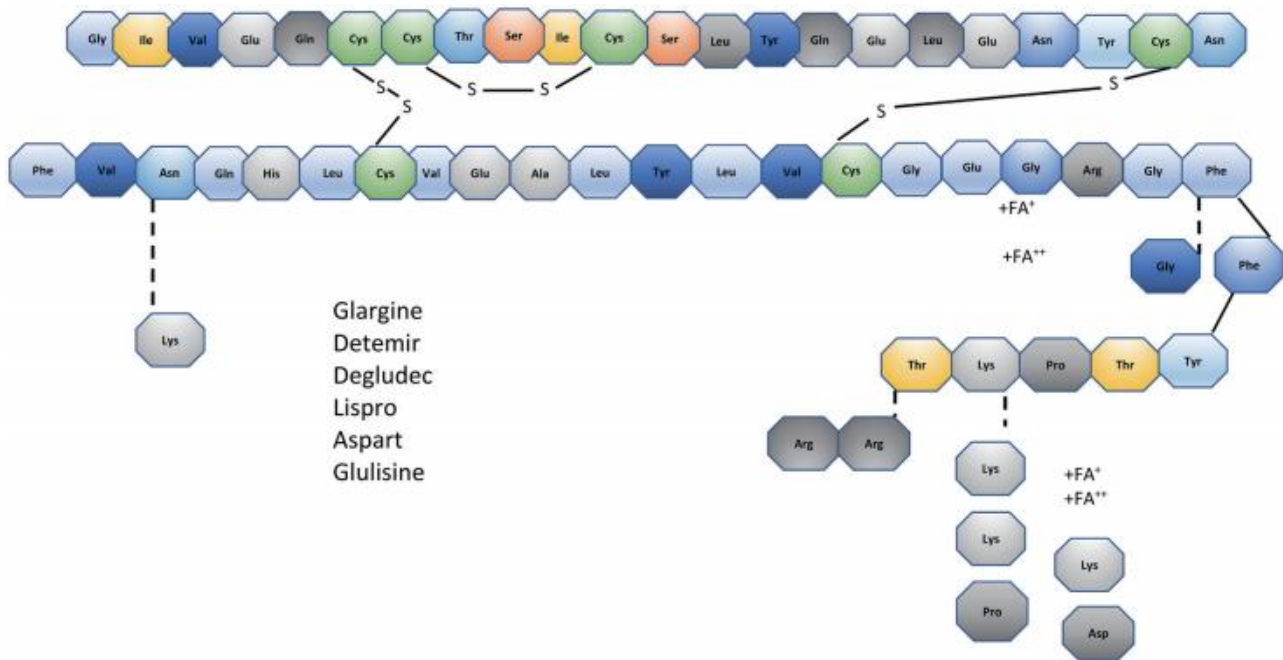 Gly Ile Val Glu Gln Cys Cys Thr Ser Ile Cys Ser Leu Tyr Gln Glu Leu Glu Asn Tyr Cys Asn
S S S S
S S
Phe Val Asn Gln His Leu Cys Val Glu Ala Leu Tyr Leu Val Cys Gly Glu Gly Arg Gly Phe
+FA⁺
+FA⁺⁺
Gly Phe
Lys
Glargine
Detemir
Degludec
Lispro
Aspart
Glulisine
Thr Lys Pro Thr Tyr
Arg Arg
Lys
+FA⁺
+FA⁺⁺
Lys
Lys
Pro
Asp